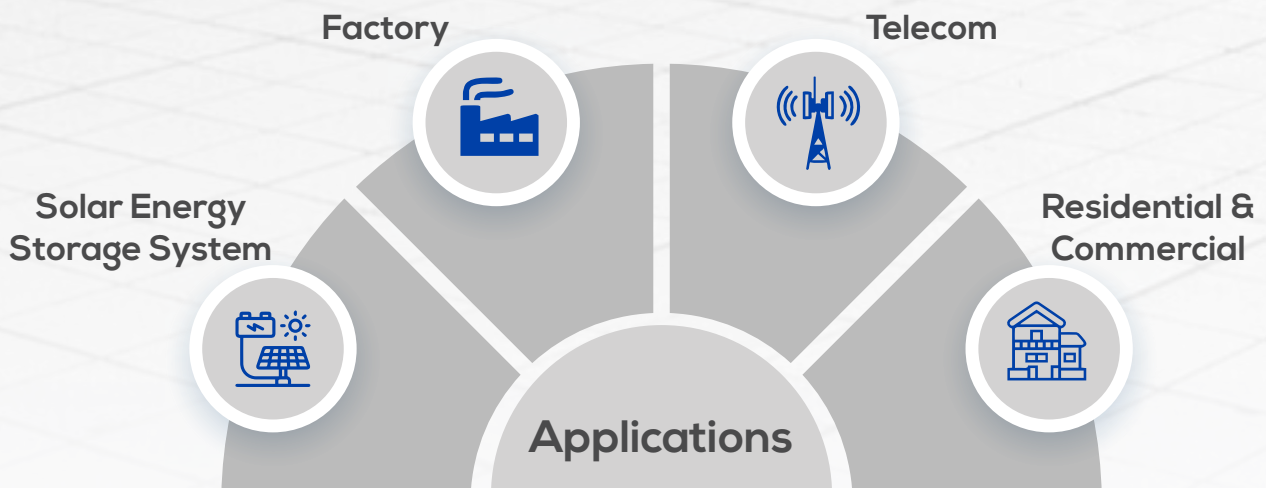 Factory
Telecom
Solar Energy
Storage System
Residential &
Commercial
Applications